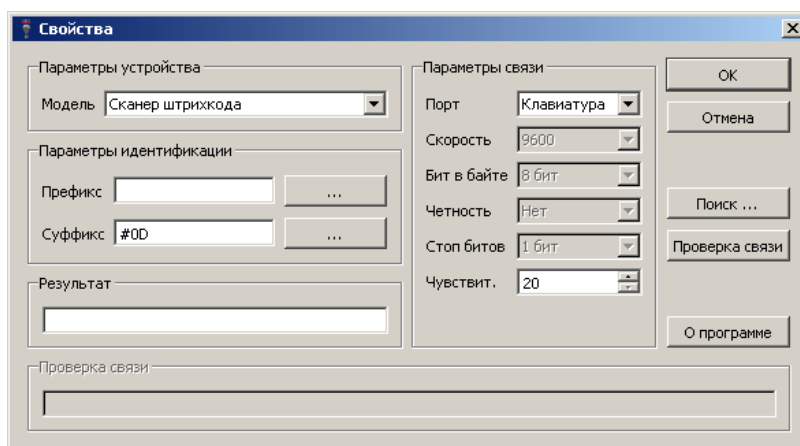 Свойства
Параметры устройства
Модель Сканер штрихкода
Параметры идентификации
Префикс ...
Суффикс #0D ...
Результат
Параметры связи
Порт Клавиатура
Скорость 9600
Бит в байте 8 бит
Четность Нет
Стоп битов 1 бит
Чувствит. 20
OK
Отмена
Поиск ...
Проверка связи
О программе
Проверка связи